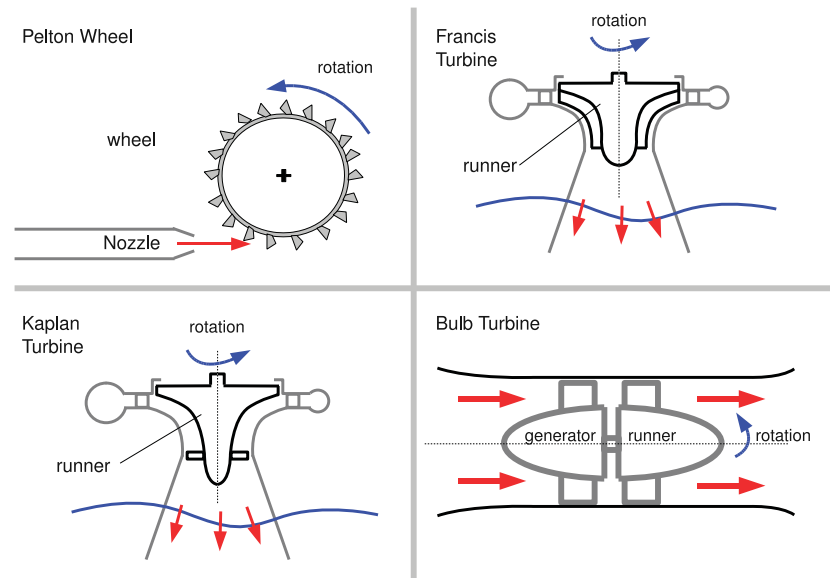 Pelton Wheel
rotation
wheel
Nozzle
Francis
Turbine
rotation
runner
Kaplan
Turbine
rotation
runner
Bulb Turbine
generator
runner
rotation